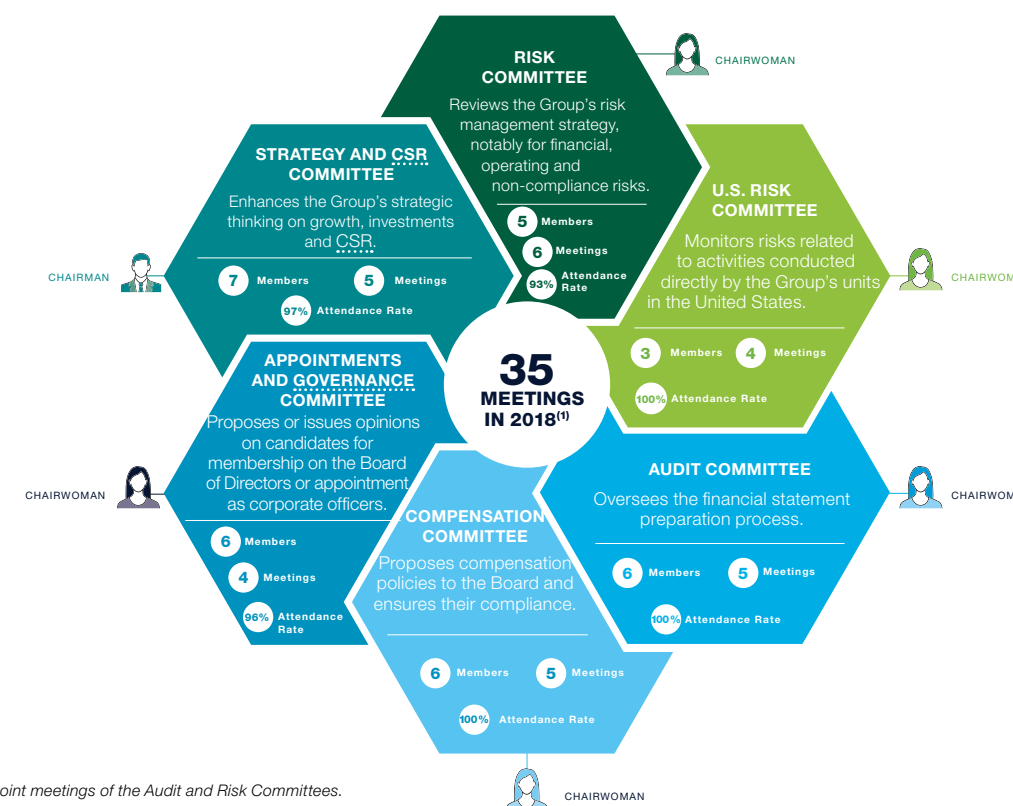 RISK
COMMITTEE
Reviews the Group's risk
management strategy,
notably for financial,
operating and
non-compliance risks.
5 Members
6 Meetings
93% Attendance
Rate
CHAIRWOMAN
STRATEGY AND CSR
COMMITTEE
Enhances the Group's strategic
thinking on growth, investments
and CSR.
7 Members 5 Meetings
97% Attendance Rate
CHAIRMAN
U.S. RISK
COMMITTEE
Monitors risks related
to activities conducted
directly by the Group's units
in the United States.
3 Members 4 Meetings
100% Attendance Rate
CHAIRWOM
35
MEETINGS
IN 2018(1)
APPOINTMENTS
AND GOVERNANCE
COMMITTEE
Proposes or issues opinions
on candidates for
membership on the Board
of Directors or appointment
as corporate officers.
6 Members
4 Meetings
96% Attendance
Rate
CHAIRWOMAN
AUDIT COMMITTEE
Oversees the financial statement
preparation process.
6 Members 5 Meetings
100% Attendance Rate
CHAIRWOM
COMPENSATION
COMMITTEE
Proposes compensation
policies to the Board and
ensures their compliance.
6 Members 5 Meetings
100% Attendance Rate
CHAIRWOMAN
oint meetings of the Audit and Risk Committees.